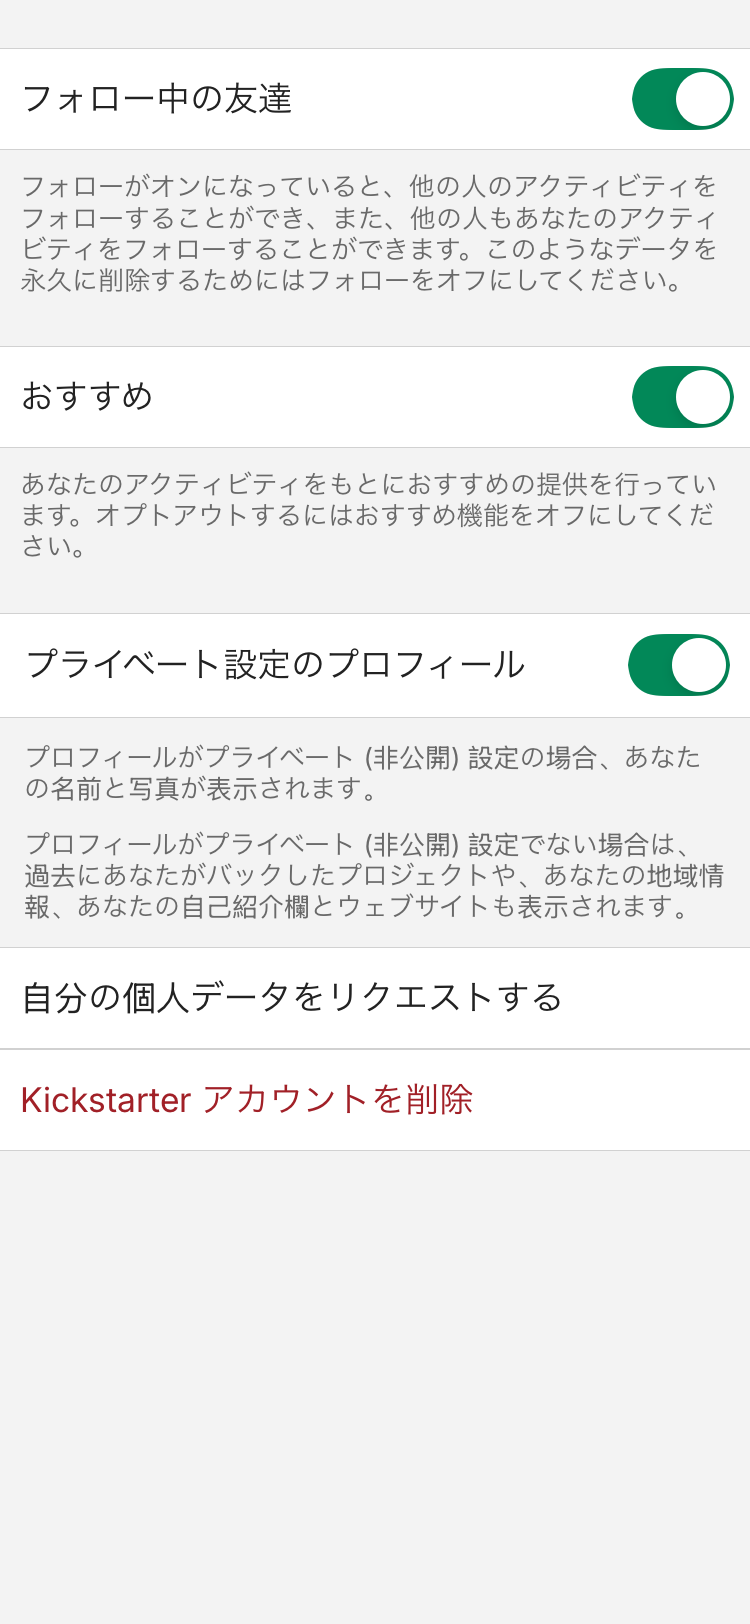 フォロー中の友達
フォローがオンになっていると、他の人のアクティビティを
フォローすることができ、また、他の人もあなたのアクティ
ビティをフォローすることができます。このようなデータを
永久に削除するためにはフォローをオフにしてください。
おすすめ
あなたのアクティビティをもとにおすすめの提供を行ってい
ます。オプトアウトするにはおすすめ機能をオフにしてくだ
さい。
プライベート設定のプロフィール
プロフィールがプライベート (非公開) 設定の場合、あなた
の名前と写真が表示されます。
プロフィールがプライベート (非公開) 設定でない場合は、
過去にあなたがバックしたプロジェクトや、あなたの地域情
報、あなたの自己紹介欄とウェブサイトも表示されます。
自分の個人データをリクエストする
Kickstarter アカウントを削除